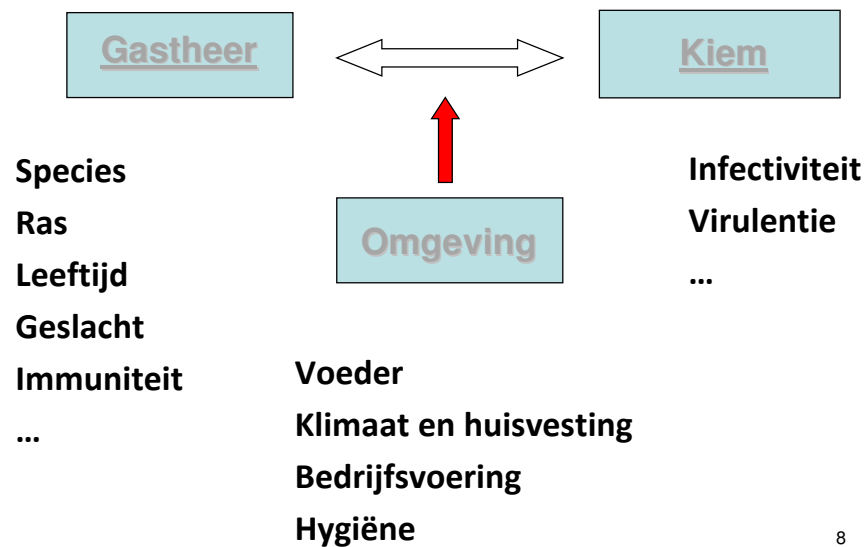 Gastheer
Kiem
Species
Ras
Leeftijd
Geslacht
Immuniteit
…
Omgeving
Voeder
Klimaat en huisvesting
Bedrijfsvoering
Hygiëne
Infectiviteit
Virulentie
…
8